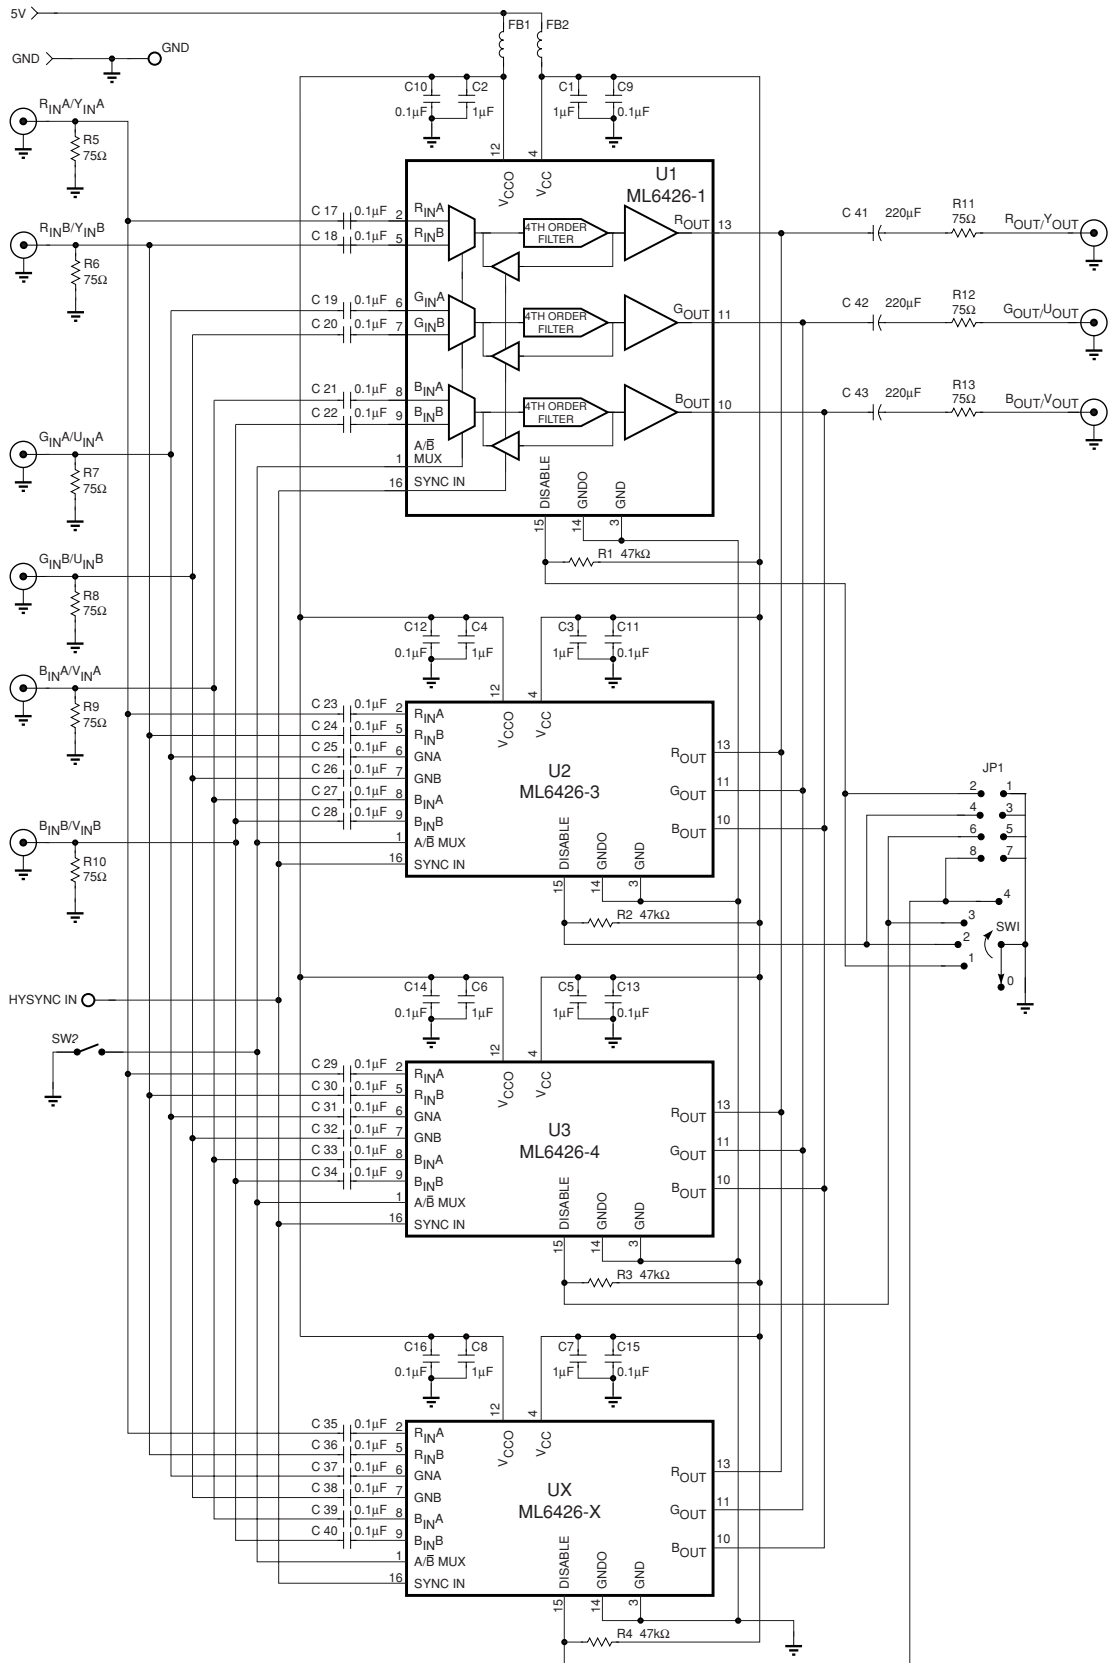 5V
FB1 FB2
GND
GND
C10 C2 C1 C9
0.1µF 1µF 1µF 0.1µF
RINA/YINA
R5
75Ω
12 4
VCCO VCC
U1
ML6426-1
C 17 0.1µF 2 RINA
C 18 0.1µF 5 RINB
4TH ORDER
FILTER
ROUT 13
C 41 220µF R11
75Ω
ROUT/YOUT
RINB/YINB
R6
75Ω
C 19 0.1µF 6 GINA
C 20 0.1µF 7 GINB
4TH ORDER
FILTER
GOUT 11
C 42 220µF R12
75Ω
GOUT/UOUT
C 21 0.1µF 8 BINA
C 22 0.1µF 9 BINB
4TH ORDER
FILTER
BOUT 10
C 43 220µF R13
75Ω
BOUT/VOUT
A/B̅
1 MUX
16 SYNC IN
DISABLE GNDO GND
15 14 3
R1 47kΩ
GINA/UINA
R7
75Ω
GINB/UINB
R8
75Ω
C12 C4 C3 C11
0.1µF 1µF 1µF 0.1µF
12 4
VCCO VCC
BINA/VINA
R9
75Ω
C 23 0.1µF 2 RINA
C 24 0.1µF 5 RINB
C 25 0.1µF 6 GNA
C 26 0.1µF 7 GNB
C 27 0.1µF 8 BINA
C 28 0.1µF 9 BINB
1 A/B̅ MUX
16 SYNC IN
U2
ML6426-3
ROUT 13
GOUT 11
BOUT 10
DISABLE GNDO GND
15 14 3
R2 47kΩ
BINB/VINB
R10
75Ω
JP1
2 1
4 3
6 5
8 7
4
3
2
1
0
SWI
HYSYNC IN
SW2
C14 C6 C5 C13
0.1µF 1µF 1µF 0.1µF
12 4
VCCO VCC
C 29 0.1µF 2 RINA
C 30 0.1µF 5 RINB
C 31 0.1µF 6 GNA
C 32 0.1µF 7 GNB
C 33 0.1µF 8 BINA
C 34 0.1µF 9 BINB
1 A/B̅ MUX
16 SYNC IN
U3
ML6426-4
ROUT 13
GOUT 11
BOUT 10
DISABLE GNDO GND
15 14 3
R3 47kΩ
C16 C8 C7 C15
0.1µF 1µF 1µF 0.1µF
12 4
VCCO VCC
C 35 0.1µF 2 RINA
C 36 0.1µF 5 RINB
C 37 0.1µF 6 GNA
C 38 0.1µF 7 GNB
C 39 0.1µF 8 BINA
C 40 0.1µF 9 BINB
1 A/B̅ MUX
16 SYNC IN
UX
ML6426-X
ROUT 13
GOUT 11
BOUT 10
DISABLE GNDO GND
15 14 3
R4 47kΩ